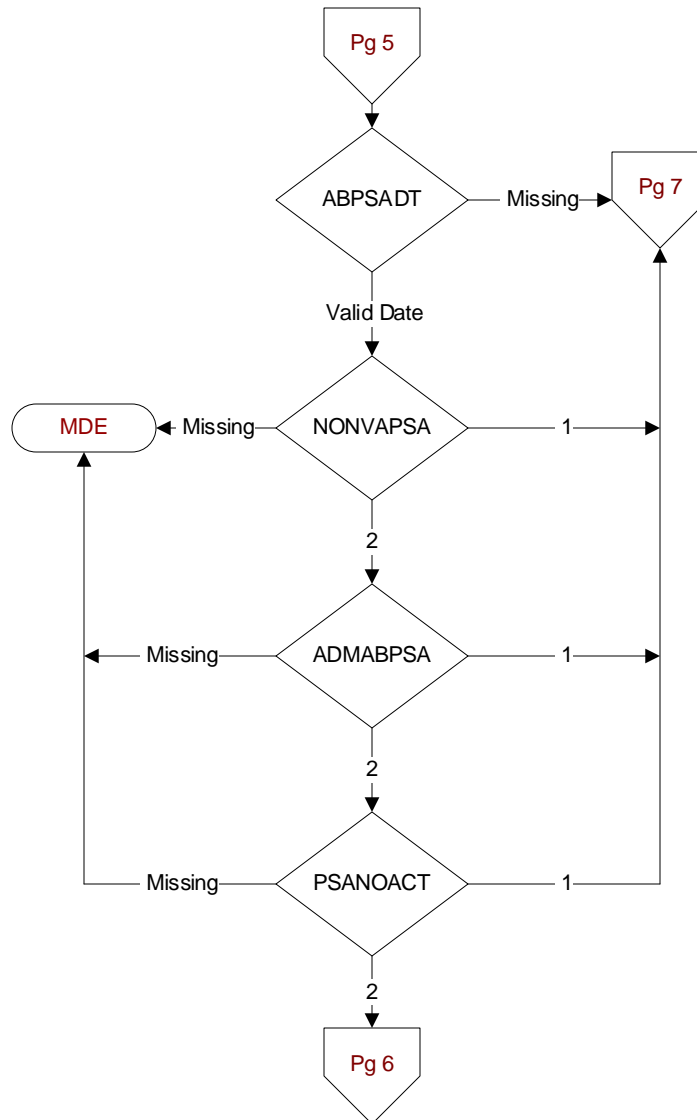 Pg 5
ABPSADT
Missing
Pg 7
Valid Date
MDE
Missing
NONVAPSA
1
2
Missing
ADMABPSA
1
2
Missing
PSANOACT
1
2
Pg 6